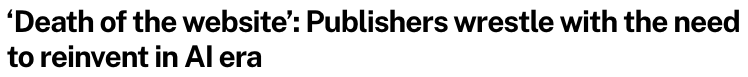 ‘Death of the website’: Publishers wrestle with the need
to reinvent in AI era